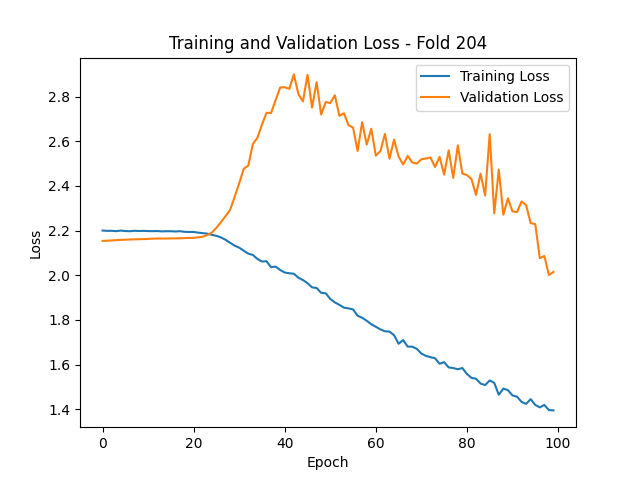 Training and Validation Loss - Fold 204
Training Loss
Validation Loss
Loss
2.8
2.6
2.4
2.2
2.0
1.8
1.6
1.4
0 20 40 60 80 100
Epoch